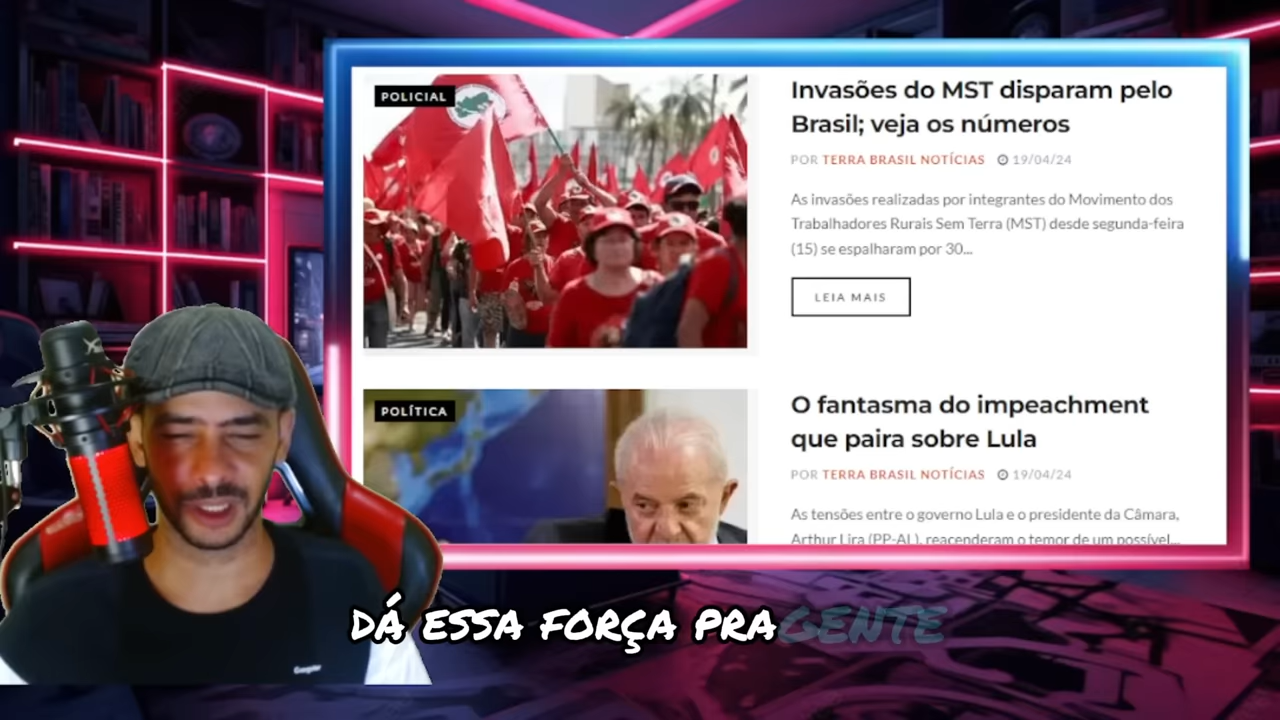 POLICIAL
Invasões do MST disparam pelo
Brasil; veja os números
POR TERRA BRASIL NOTÍCIAS 19/04/24
As invasões realizadas por integrantes do Movimento dos
Trabalhadores Rurais Sem Terra (MST) desde segunda-feira
(15) se espalharam por 30...
LEIA MAIS
POLÍTICA
O fantasma do impeachment
que paira sobre Lula
POR TERRA BRASIL NOTÍCIAS 19/04/24
As tensões entre o governo Lula e o presidente da Câmara,
Arthur Lira (PP-AL), reacenderam o temor de um possível...
DÁ ESSA FORÇA PRA GENTE